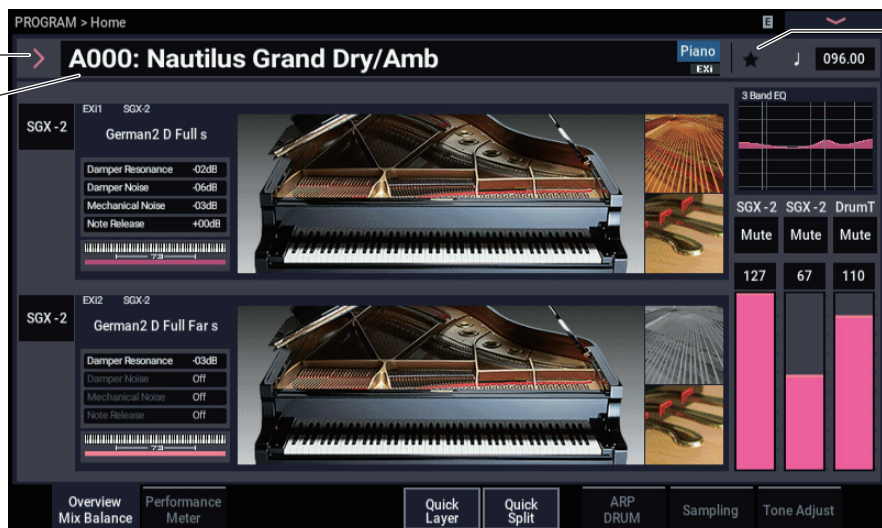 PROGRAM > Home
E
A000: Nautilus Grand Dry/Amb
Piano
EXi
096.00
SGX-2
EXi1 SGX-2
German2 D Full s
Damper Resonance -02dB
Damper Noise -06dB
Mechanical Noise -03dB
Note Release +00dB
73
3 Band EQ
SGX-2 SGX-2 DrumT
Mute Mute Mute
127 67 110
SGX-2
EXi2 SGX-2
German2 D Full Far s
Damper Resonance -03dB
Damper Noise Off
Mechanical Noise Off
Note Release Off
73
Overview
Mix Balance
Performance
Meter
Quick
Layer
Quick
Split
ARP
DRUM
Sampling
Tone Adjust